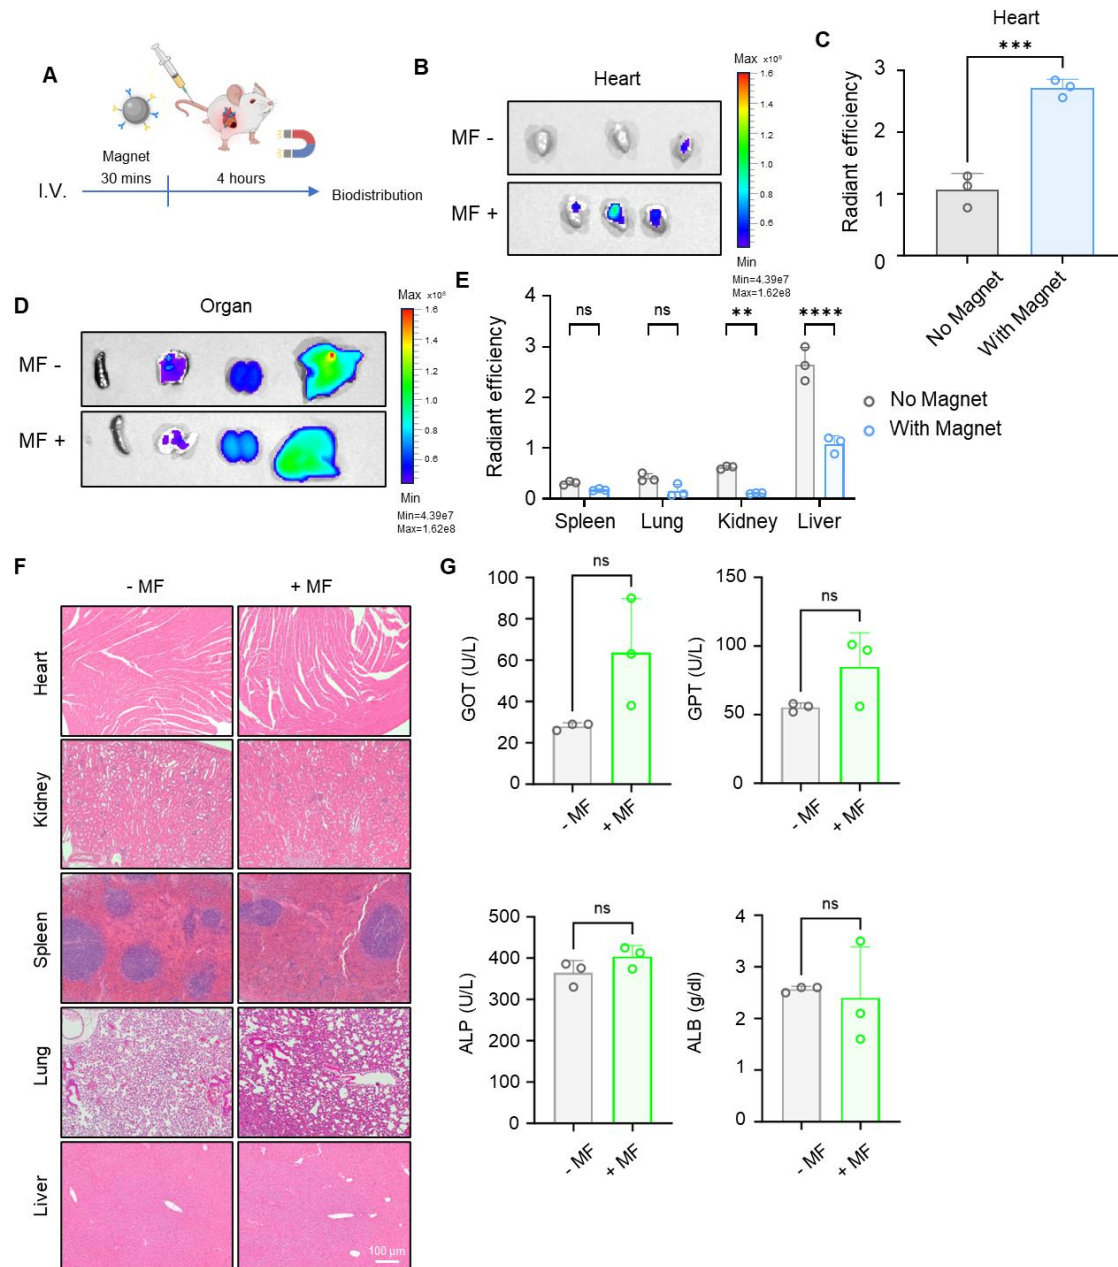 A
Magnet
30 mins
4 hours
I.V.
Biodistribution
B
Heart
MF -
MF +
Max ×10⁸
1.6
1.4
1.2
1.0
0.8
0.6
Min
Min=4.39e7
Max=1.62e8
C
Heart
***
Radiant efficiency
3
2
1
0
No Magnet
With Magnet
D
Organ
MF -
MF +
Max ×10⁸
1.6
1.4
1.2
1.0
0.8
0.6
Min
Min=4.39e7
Max=1.62e8
E
Radiant efficiency
4
3
2
1
0
ns
ns
**
****
Spleen
Lung
Kidney
Liver
No Magnet
With Magnet
F
- MF
+ MF
Heart
Kidney
Spleen
Lung
Liver
100 μm
G
GOT (U/L)
100
80
60
40
20
0
ns
- MF
+ MF
GPT (U/L)
150
100
50
0
ns
- MF
+ MF
ALP (U/L)
500
400
300
200
100
0
ns
- MF
+ MF
ALB (g/dl)
4
3
2
1
0
ns
- MF
+ MF